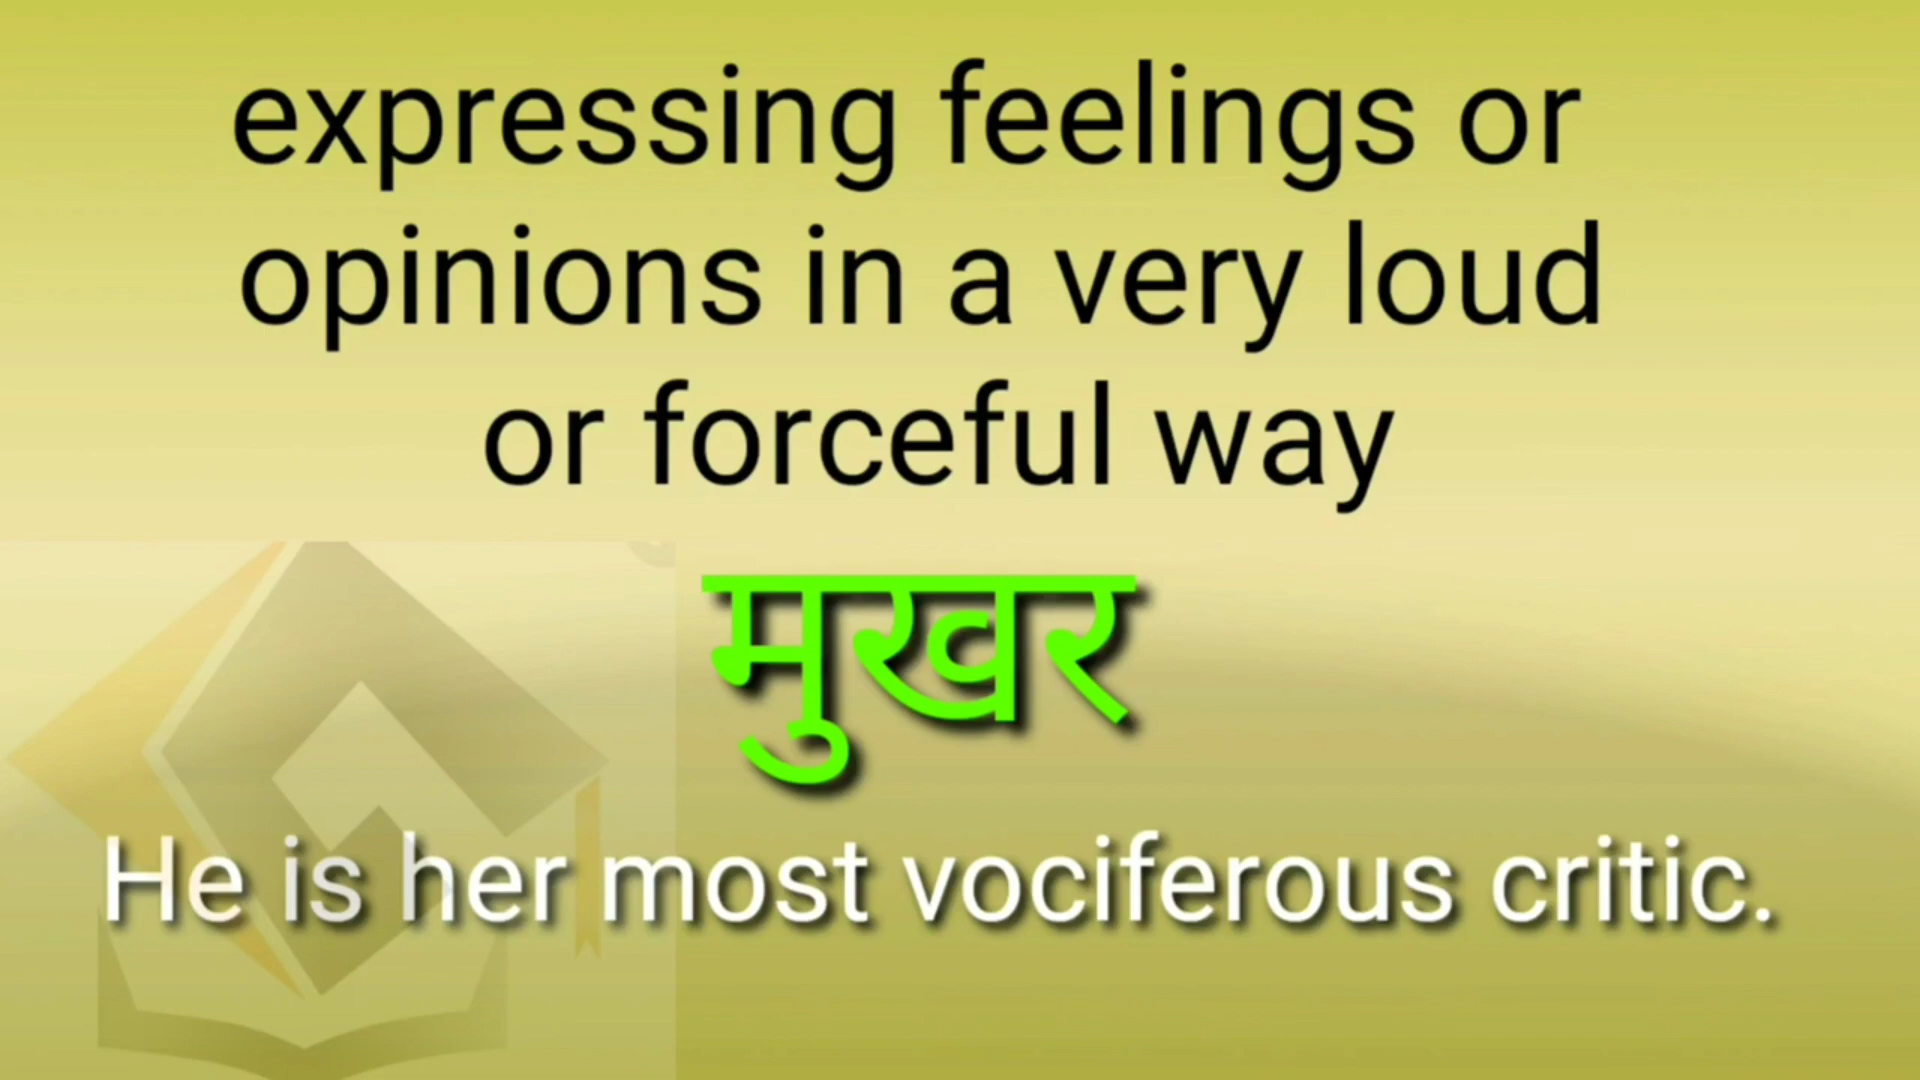 expressing feelings or
opinions in a very loud
or forceful way
मुखर
He is her most vociferous critic.